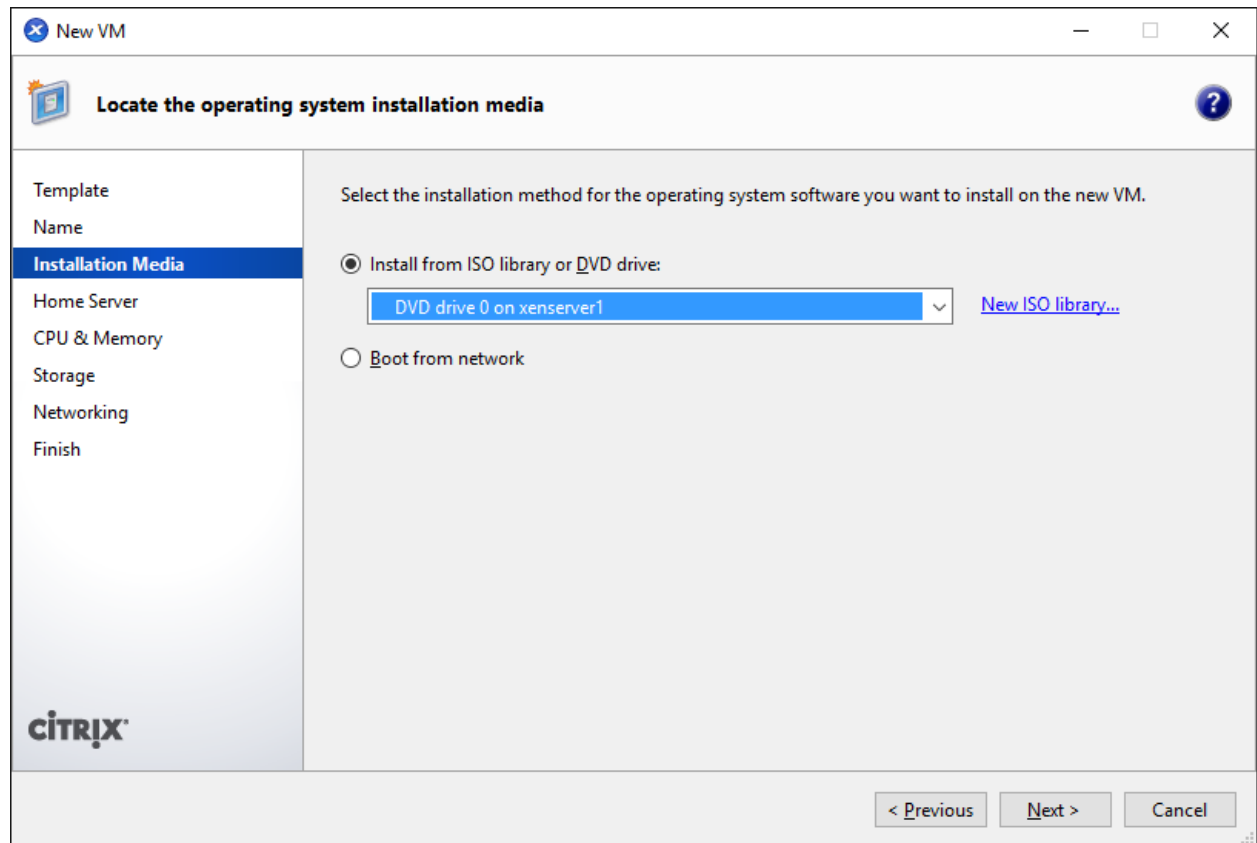 New VM
Locate the operating system installation media
?
Template
Name
Installation Media
Home Server
CPU & Memory
Storage
Networking
Finish
Select the installation method for the operating system software you want to install on the new VM.
Install from ISO library or DVD drive:
DVD drive 0 on xenserver1
New ISO library...
Boot from network
CİTRIX
< Previous
Next >
Cancel